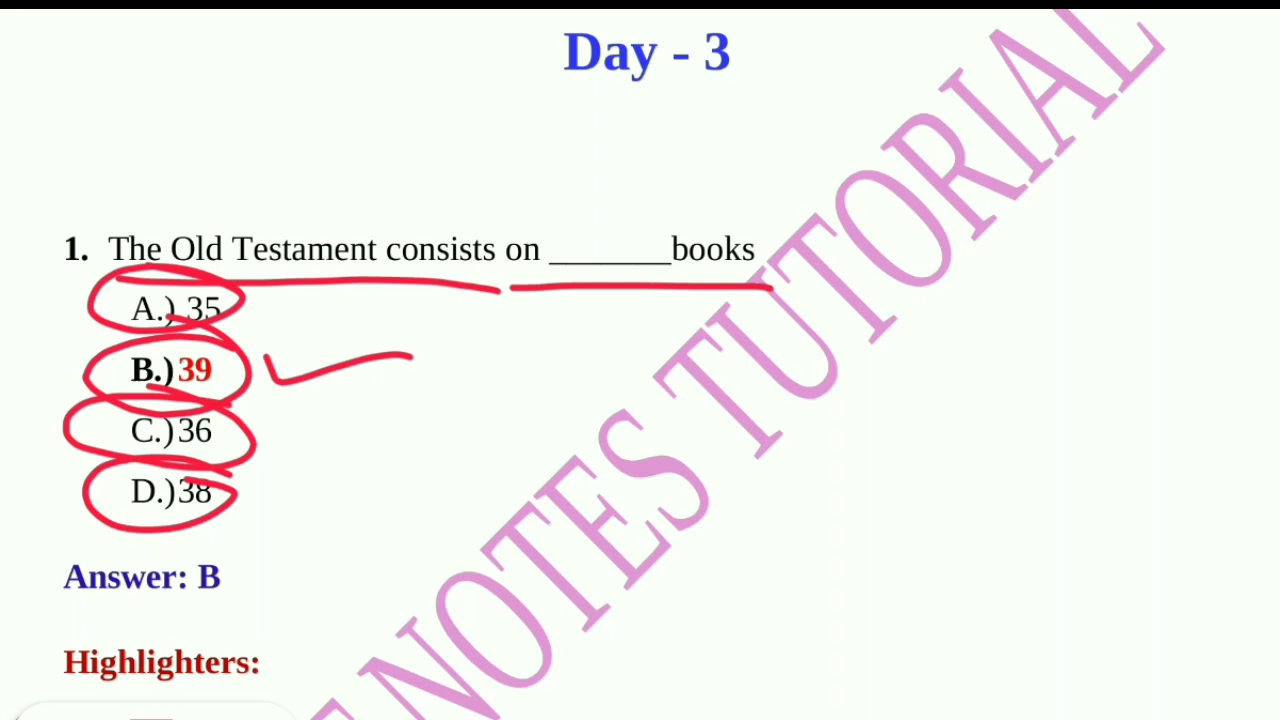 Day - 3
1. The Old Testament consists on _______books
A.) 35
B.) 39
C.) 36
D.) 38
Answer: B
Highlighters:
NOTES TUTORIAL